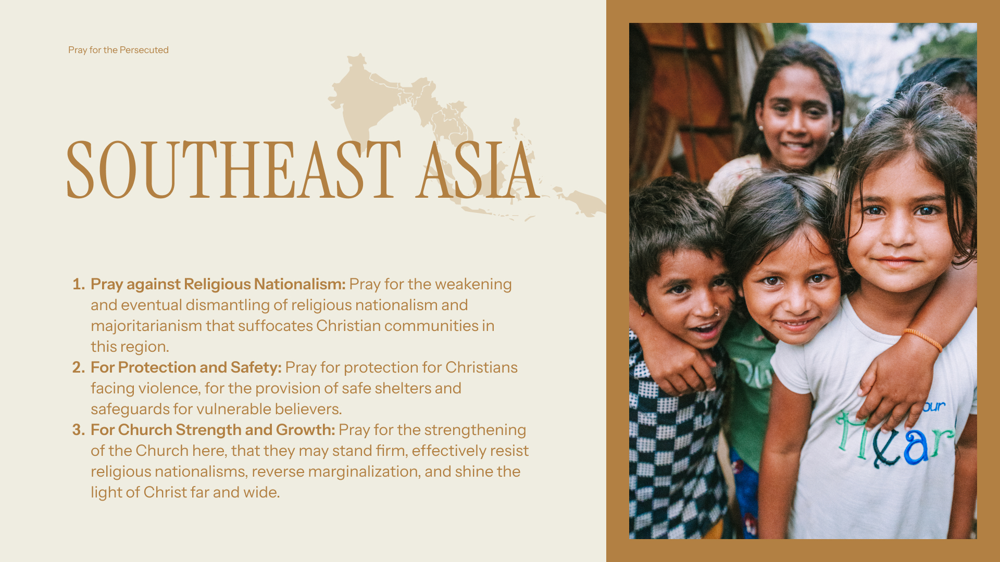 Pray for the Persecuted
SOUTHEAST ASIA
1. Pray against Religious Nationalism: Pray for the weakening
and eventual dismantling of religious nationalism and
majoritarianism that suffocates Christian communities in
this region.
2. For Protection and Safety: Pray for protection for Christians
facing violence, for the provision of safe shelters and
safeguards for vulnerable believers.
3. For Church Strength and Growth: Pray for the strengthening
of the Church here, that they may stand firm, effectively resist
religious nationalisms, reverse marginalization, and shine the
light of Christ far and wide.